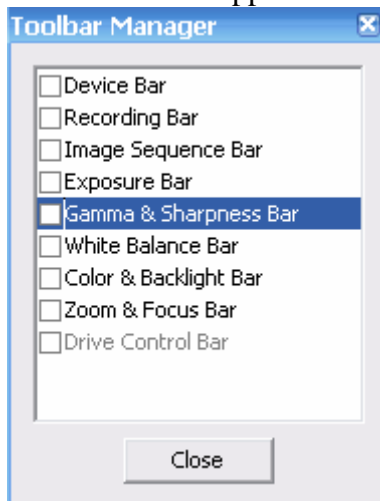 Toolbar Manager
Device Bar
Recording Bar
Image Sequence Bar
Exposure Bar
Gamma & Sharpness Bar
White Balance Bar
Color & Backlight Bar
Zoom & Focus Bar
Drive Control Bar
Close